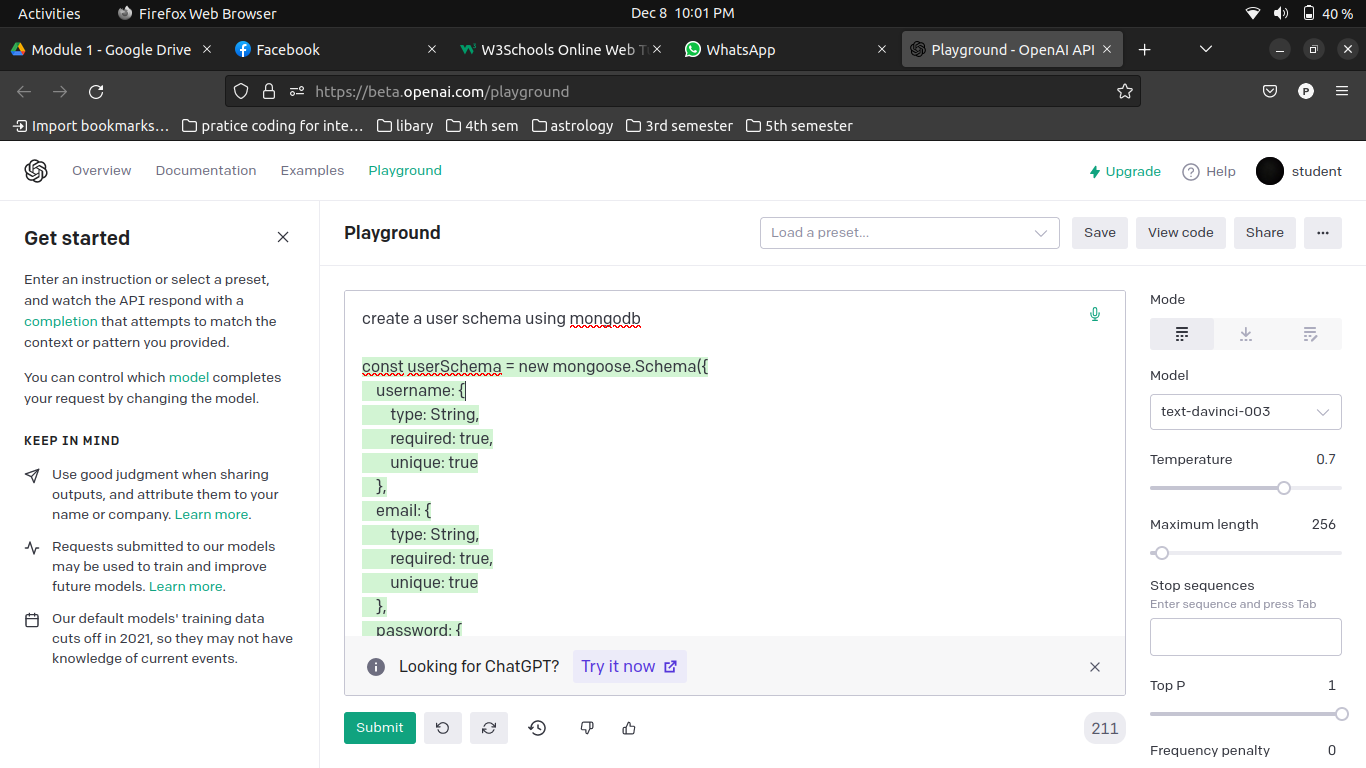 Activities Firefox Web Browser Dec 8 10:01 PM 40 %
Module 1 - Google Drive Facebook W3Schools Online Web T WhatsApp Playground - OpenAI API
https://beta.openai.com/playground P
Import bookmarks... pratice coding for inte... libary 4th sem astrology 3rd semester 5th semester
Overview Documentation Examples Playground Upgrade Help student
Get started
Enter an instruction or select a preset,
and watch the API respond with a
completion that attempts to match the
context or pattern you provided.
You can control which model completes
your request by changing the model.
KEEP IN MIND
Use good judgment when sharing
outputs, and attribute them to your
name or company. Learn more.
Requests submitted to our models
may be used to train and improve
future models. Learn more.
Our default models' training data
cuts off in 2021, so they may not have
knowledge of current events.
Playground Load a preset... Save View code Share ...
create a user schema using mongodb
const userSchema = new mongoose.Schema({
username: {
type: String,
required: true,
unique: true
},
email: {
type: String,
required: true,
unique: true
},
password: {
Looking for ChatGPT? Try it now
Submit 211
Mode
Model
text-davinci-003
Temperature 0.7
Maximum length 256
Stop sequences
Enter sequence and press Tab
Top P 1
Frequency penalty 0